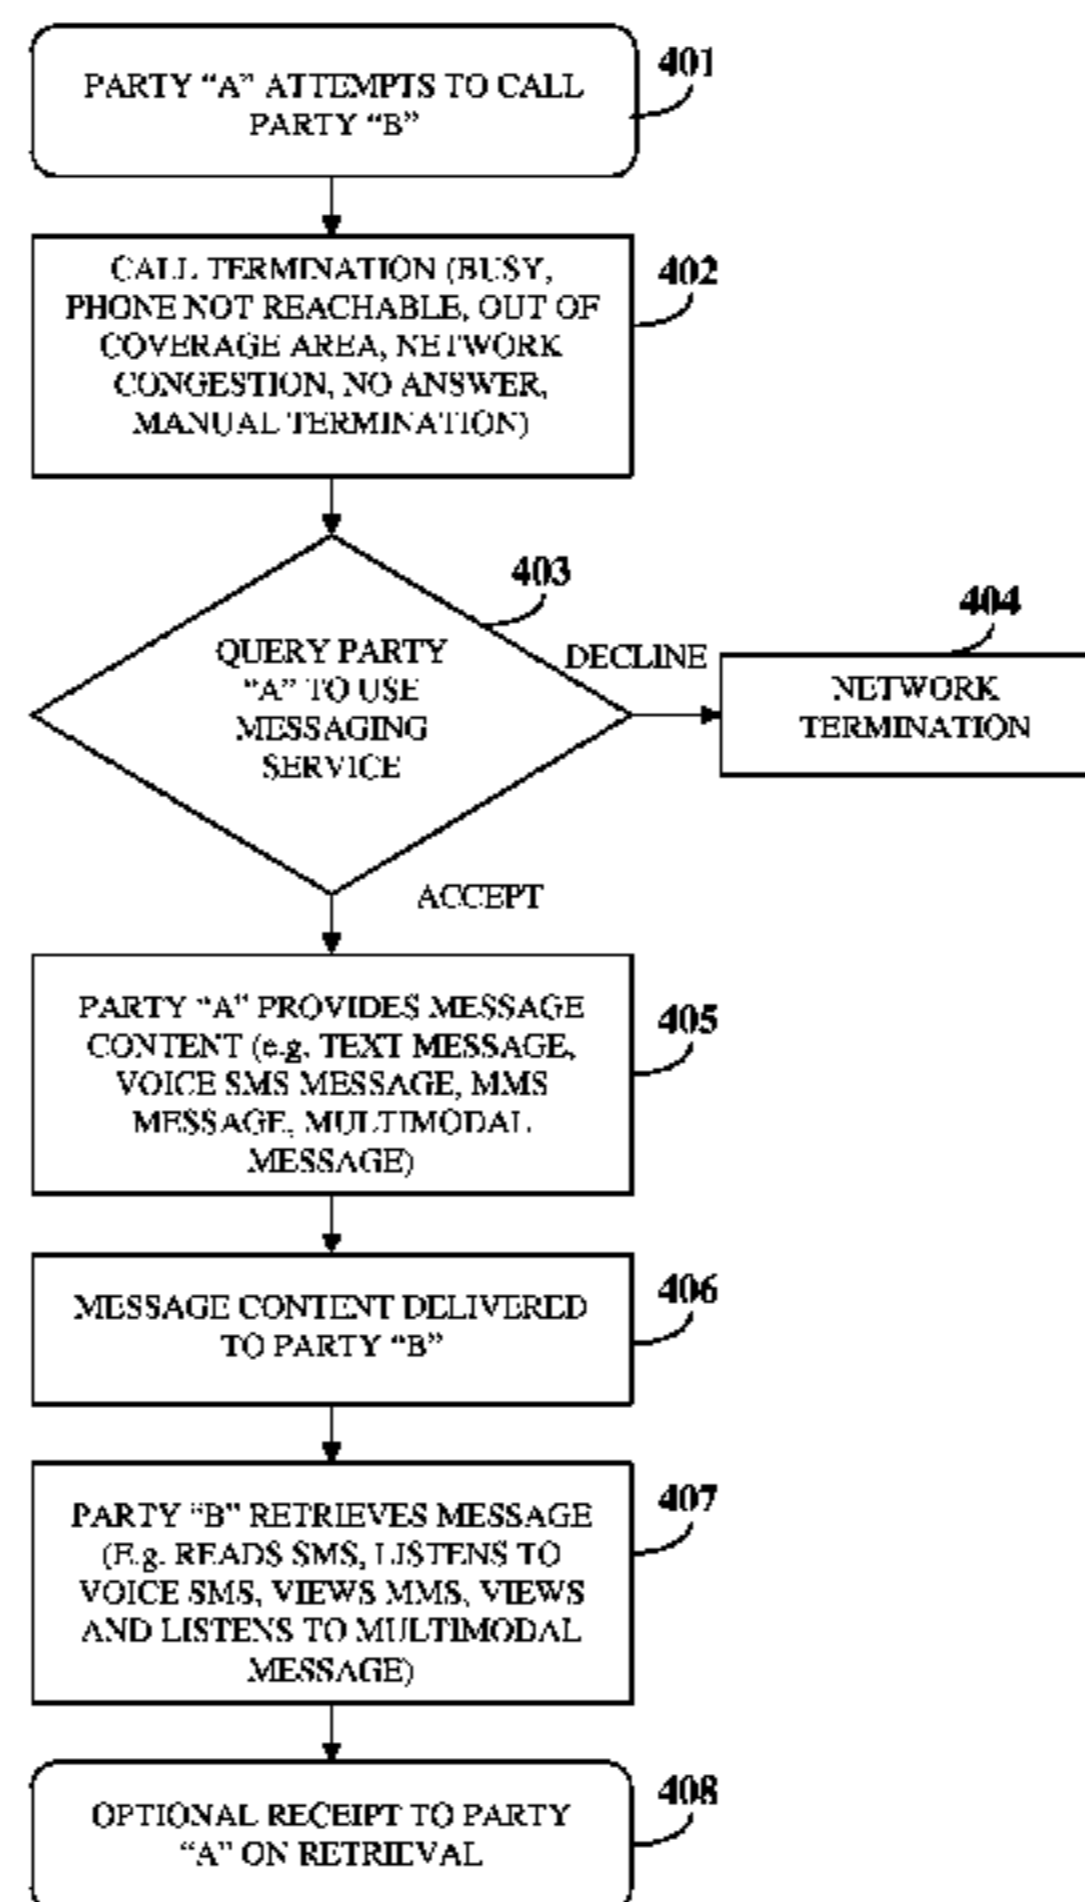 PARTY “A” ATTEMPTS TO CALL
PARTY “B”
401
CALL TERMINATION (BUSY,
PHONE NOT REACHABLE, OUT OF
COVERAGE AREA, NETWORK
CONGESTION, NO ANSWER,
MANUAL TERMINATION)
402
403
QUERY PARTY
“A” TO USE
MESSAGING
SERVICE
DECLINE
404
NETWORK
TERMINATION
ACCEPT
PARTY “A” PROVIDES MESSAGE
CONTENT (e.g. TEXT MESSAGE,
VOICE SMS MESSAGE, MMS
MESSAGE, MULTIMODAL
MESSAGE)
405
MESSAGE CONTENT DELIVERED
TO PARTY “B”
406
PARTY “B” RETRIEVES MESSAGE
(E.g. READS SMS, LISTENS TO
VOICE SMS, VIEWS MMS, VIEWS
AND LISTENS TO MULTIMODAL
MESSAGE)
407
OPTIONAL RECEIPT TO PARTY
“A” ON RETRIEVAL
408